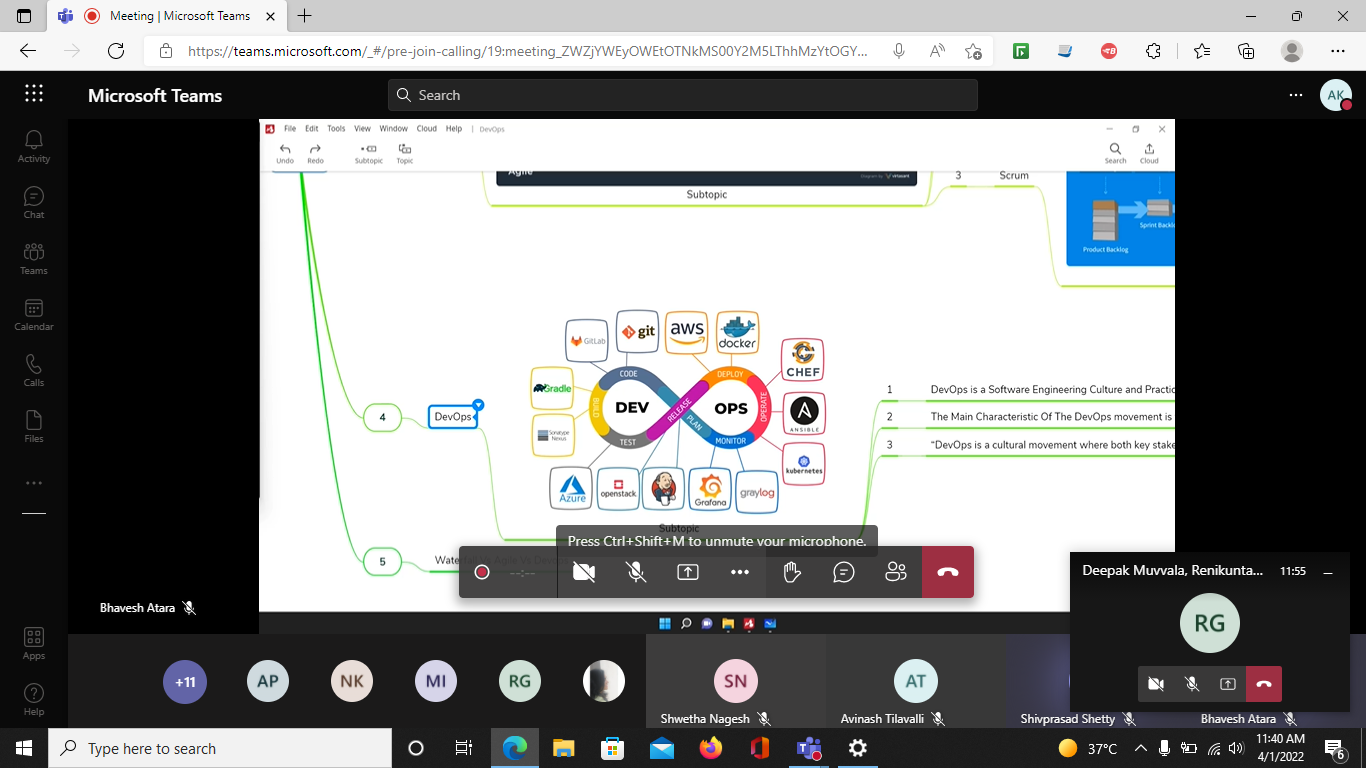 Meeting | Microsoft Teams
https://teams.microsoft.com/_#/pre-join-calling/19:meeting_ZWZjYWEyOWEtOTNkMS00Y2M5LThhMzYtOGY...
Microsoft Teams
Search
AK
Activity
Chat
Teams
Calendar
Calls
Files
Apps
Help
File Edit Tools View Window Cloud Help | DevOps
Undo Redo Subtopic Topic Search Cloud
Agile
Subtopic
3 Scrum
Product Backlog
Sprint Backl
GitLab
git
aws
docker
CHEF
Gradle
Sonatype Nexus
ANSIBLE
kubernetes
Azure
openstack
Grafana
graylog
CODE
BUILD
TEST
DEV
RELEASE
PLAN
OPS
DEPLOY
OPERATE
MONITOR
4 DevOps
1 DevOps is a Software Engineering Culture and Practic
2 The Main Characteristic Of The DevOps movement is
3 “DevOps is a cultural movement where both key stake
Subtopic
5 Wate
Press Ctrl+Shift+M to unmute your microphone.
--:--
Bhavesh Atara
Deepak Muvvala, Renikunta... 11:55
RG
+11
AP
NK
MI
RG
SN
Shwetha Nagesh
AT
Avinash Tilavalli
Shivprasad Shetty
Bhavesh Atara
Type here to search
37°C
11:40 AM
4/1/2022
6